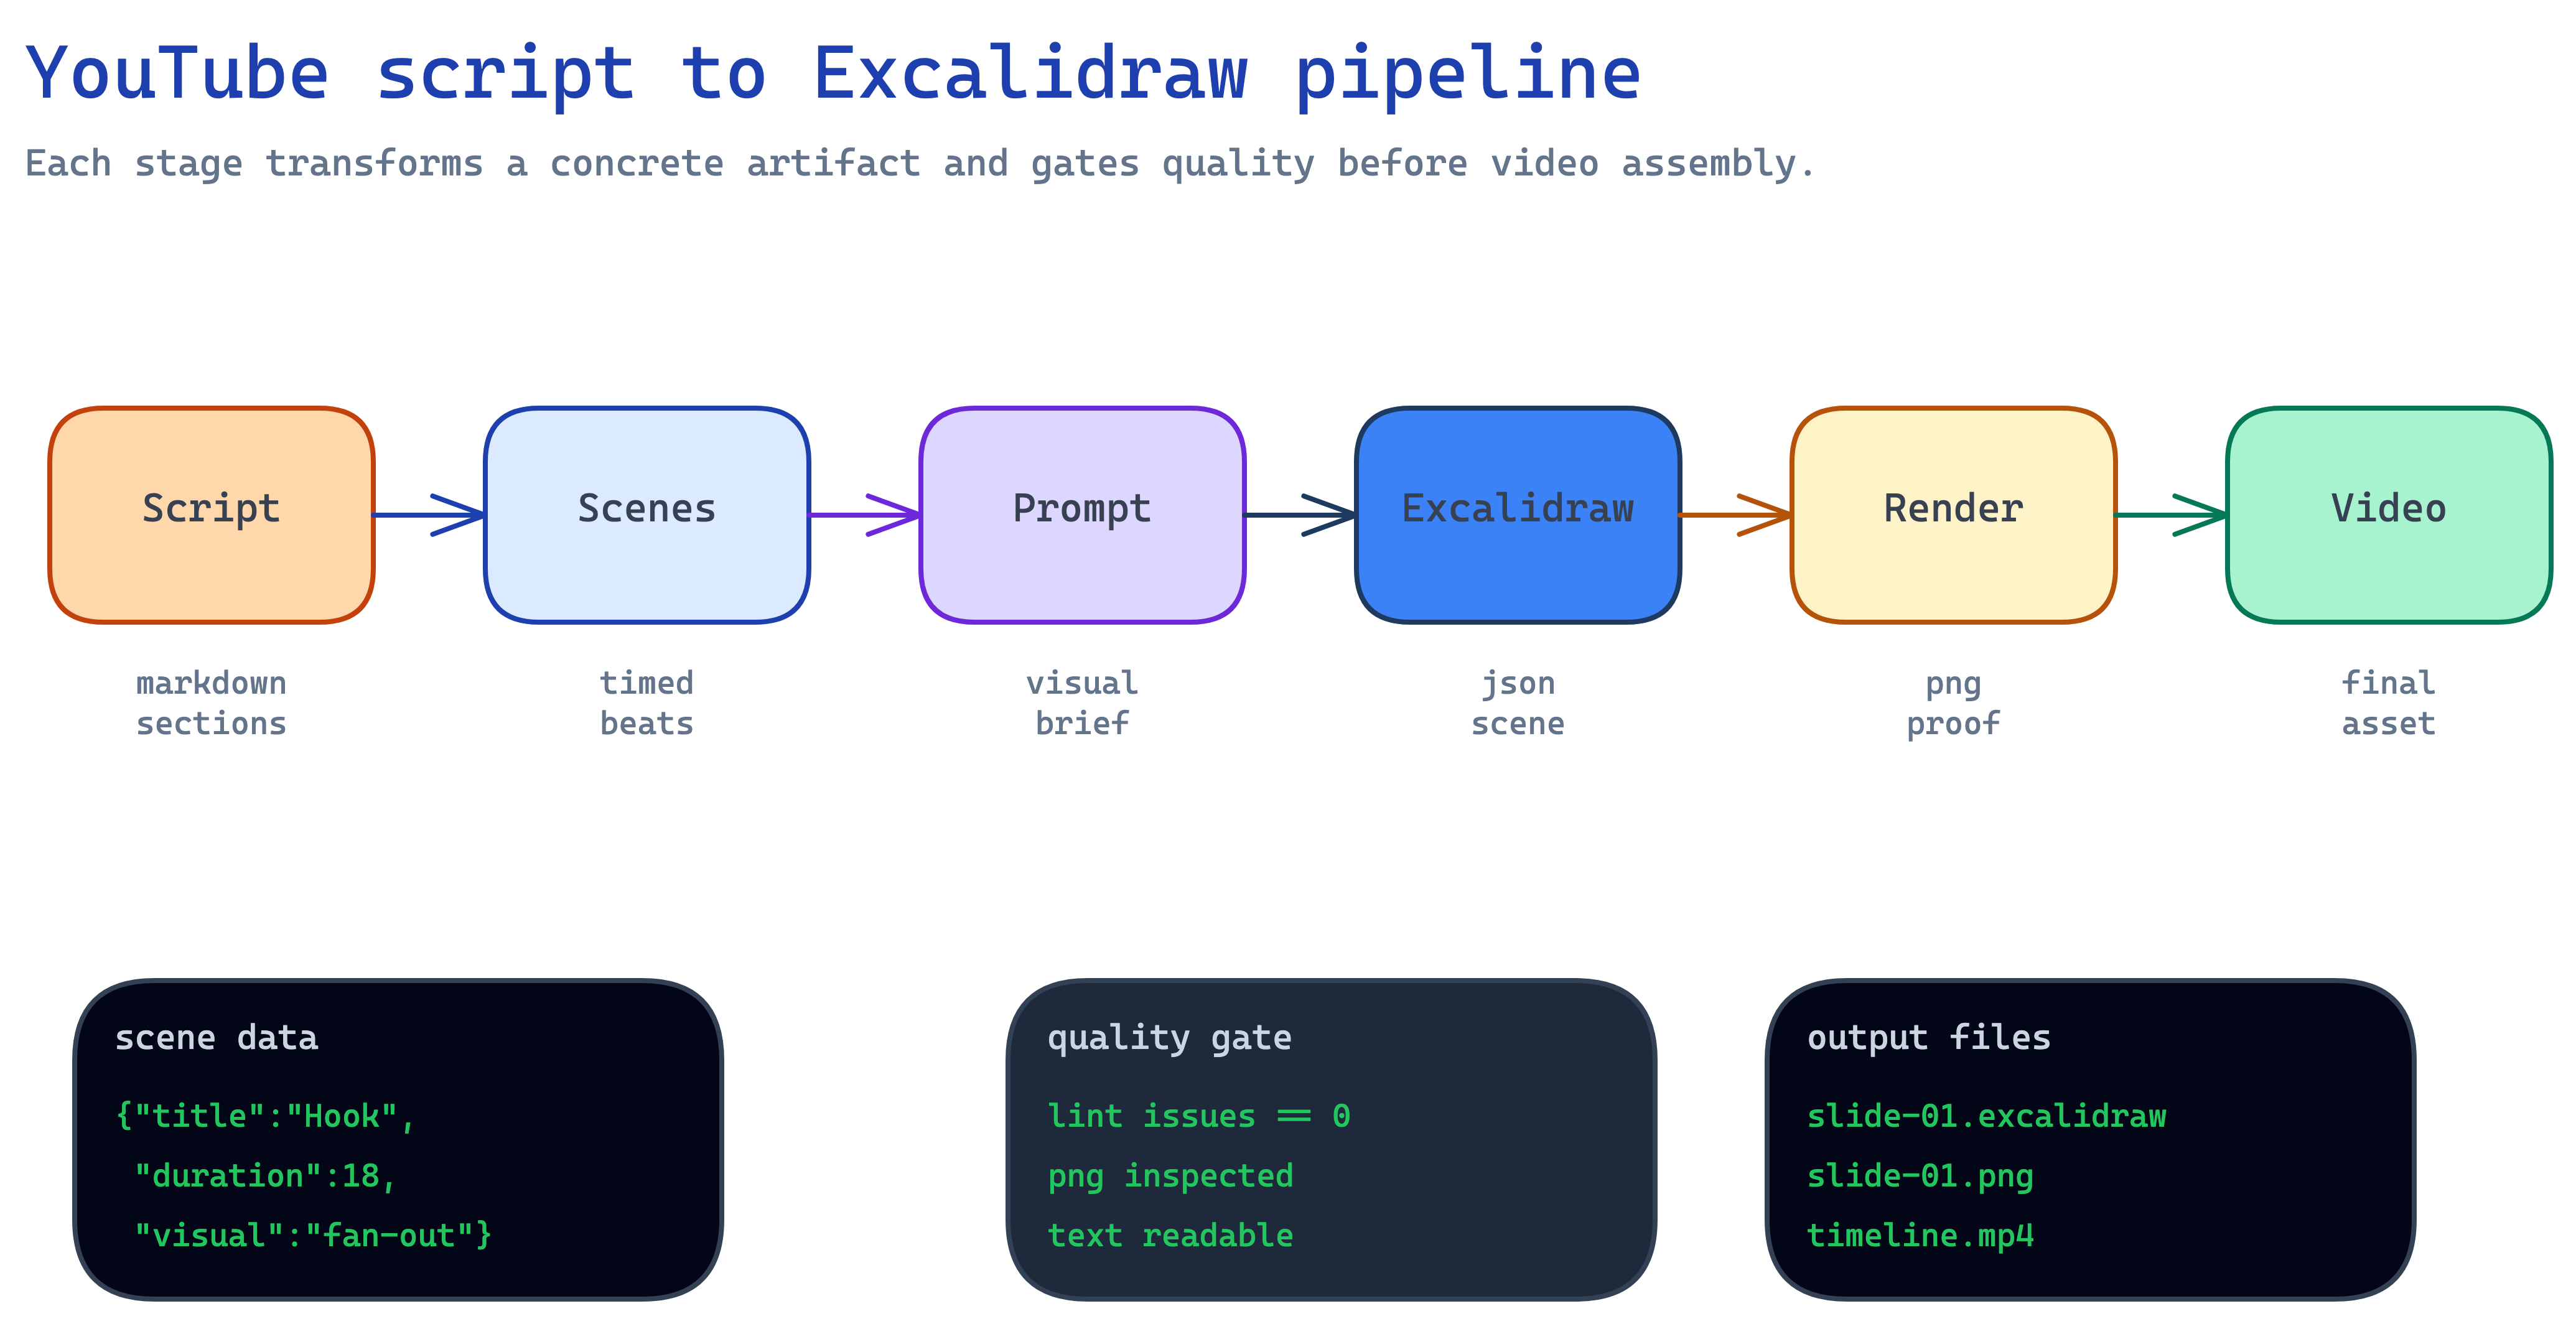 YouTube script to Excalidraw pipeline
Each stage transforms a concrete artifact and gates quality before video assembly.
Script
Scenes
Prompt
Excalidraw
Render
Video
markdown
sections
timed
beats
visual
brief
json
scene
png
proof
final
asset
scene data
{"title":"Hook",
"duration":18,
"visual":"fan-out"}
quality gate
lint issues == 0
png inspected
text readable
output files
slide-01.excalidraw
slide-01.png
timeline.mp4